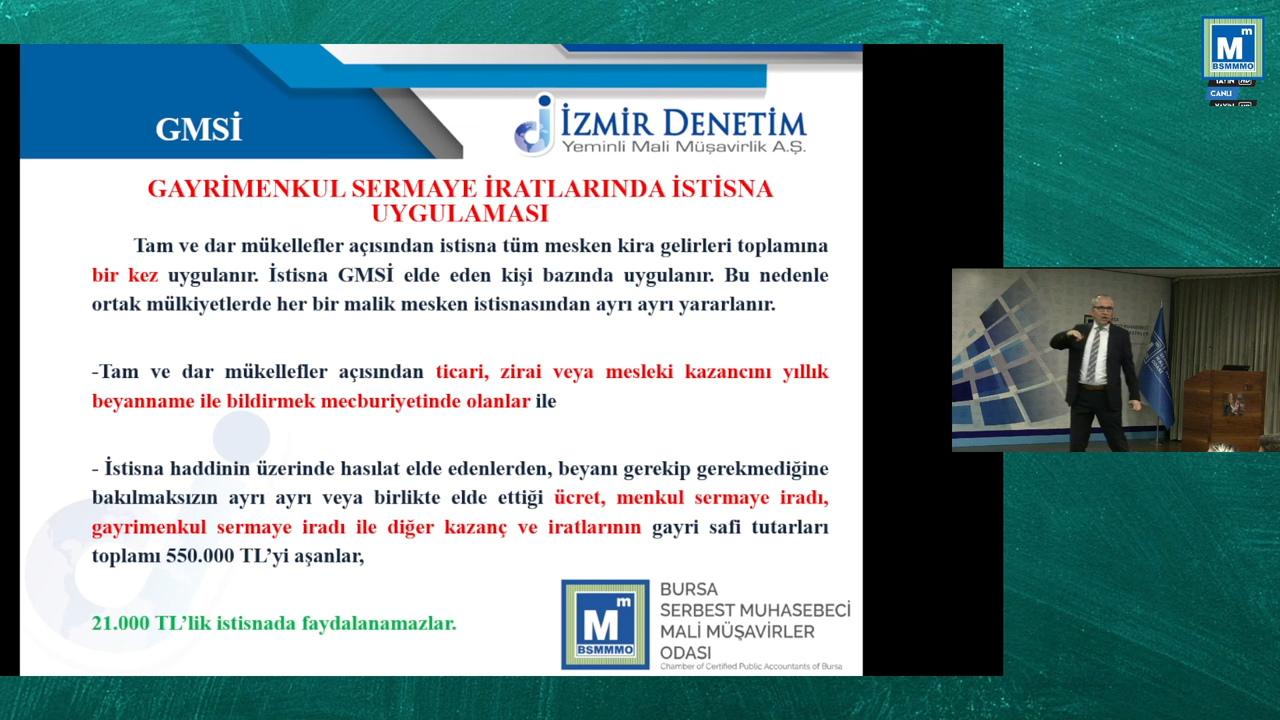 GMSİ
İZMİR DENETİM
Yeminli Mali Müşavirlik A.Ş.
GAYRİMENKUL SERMAYE İRATLARINDA İSTİSNA
UYGULAMASI
Tam ve dar mükellefler açısından istisna tüm mesken kira gelirleri toplamına
bir kez uygulanır. İstisna GMSİ elde eden kişi bazında uygulanır. Bu nedenle
ortak mülkiyetlerde her bir malik mesken istisnasından ayrı ayrı yararlanır.
-Tam ve dar mükellefler açısından ticari, zirai veya mesleki kazancını yıllık
beyanname ile bildirmek mecburiyetinde olanlar ile
- İstisna haddinin üzerinde hasılat elde edenlerden, beyanı gerekip gerekmediğine
bakılmaksızın ayrı ayrı veya birlikte elde ettiği ücret, menkul sermaye iradı,
gayrimenkul sermaye iradı ile diğer kazanç ve iratlarının gayri safi tutarları
toplamı 550.000 TL’yi aşanlar,
21.000 TL’lik istisnada faydalanamazlar.
Mm
BSMMMO
BURSA
SERBEST MUHASEBECİ
MALİ MÜŞAVİRLER
ODASI
Chamber of Certified Public Accountants of Bursa
Mm
BSMMMO
CANLI